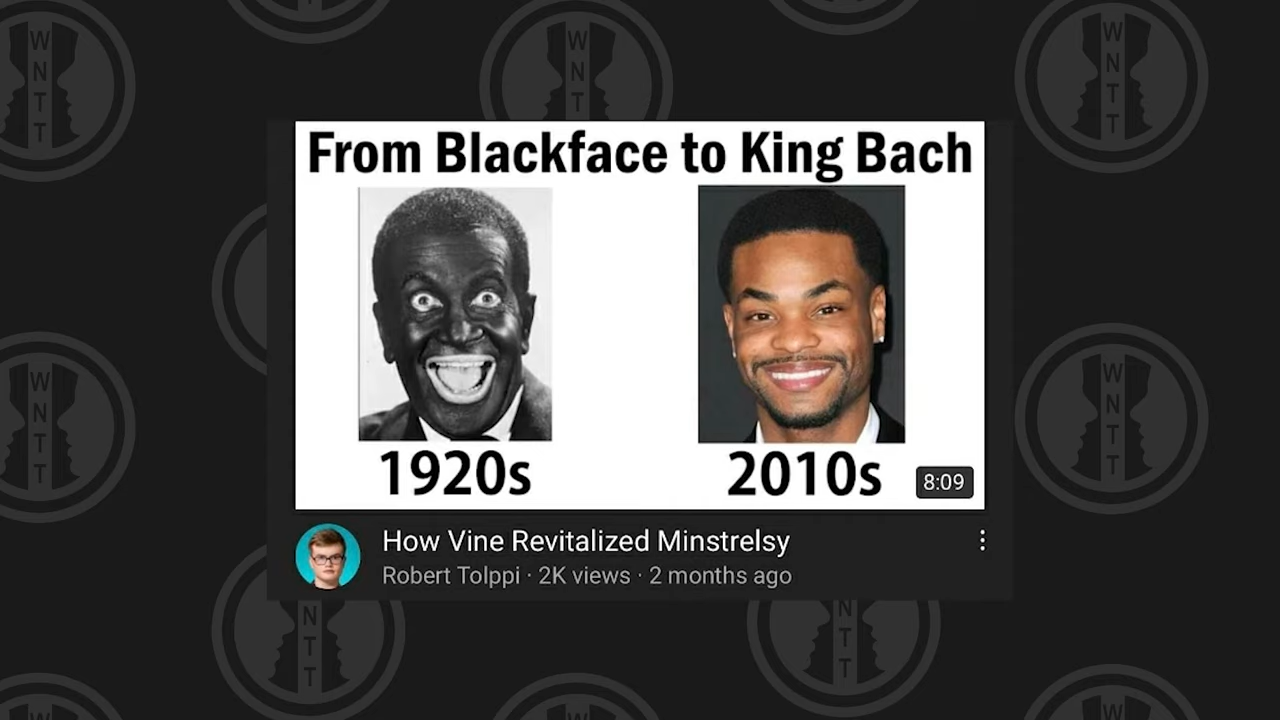 From Blackface to King Bach
1920s
2010s
8:09
How Vine Revitalized Minstrelsy
Robert Tolppi · 2K views · 2 months ago
W
N
T
T
W
N
T
T
W
N
T
T
W
N
T
T
W
N
T
T
N
T
T
N
T
T
W
W
W